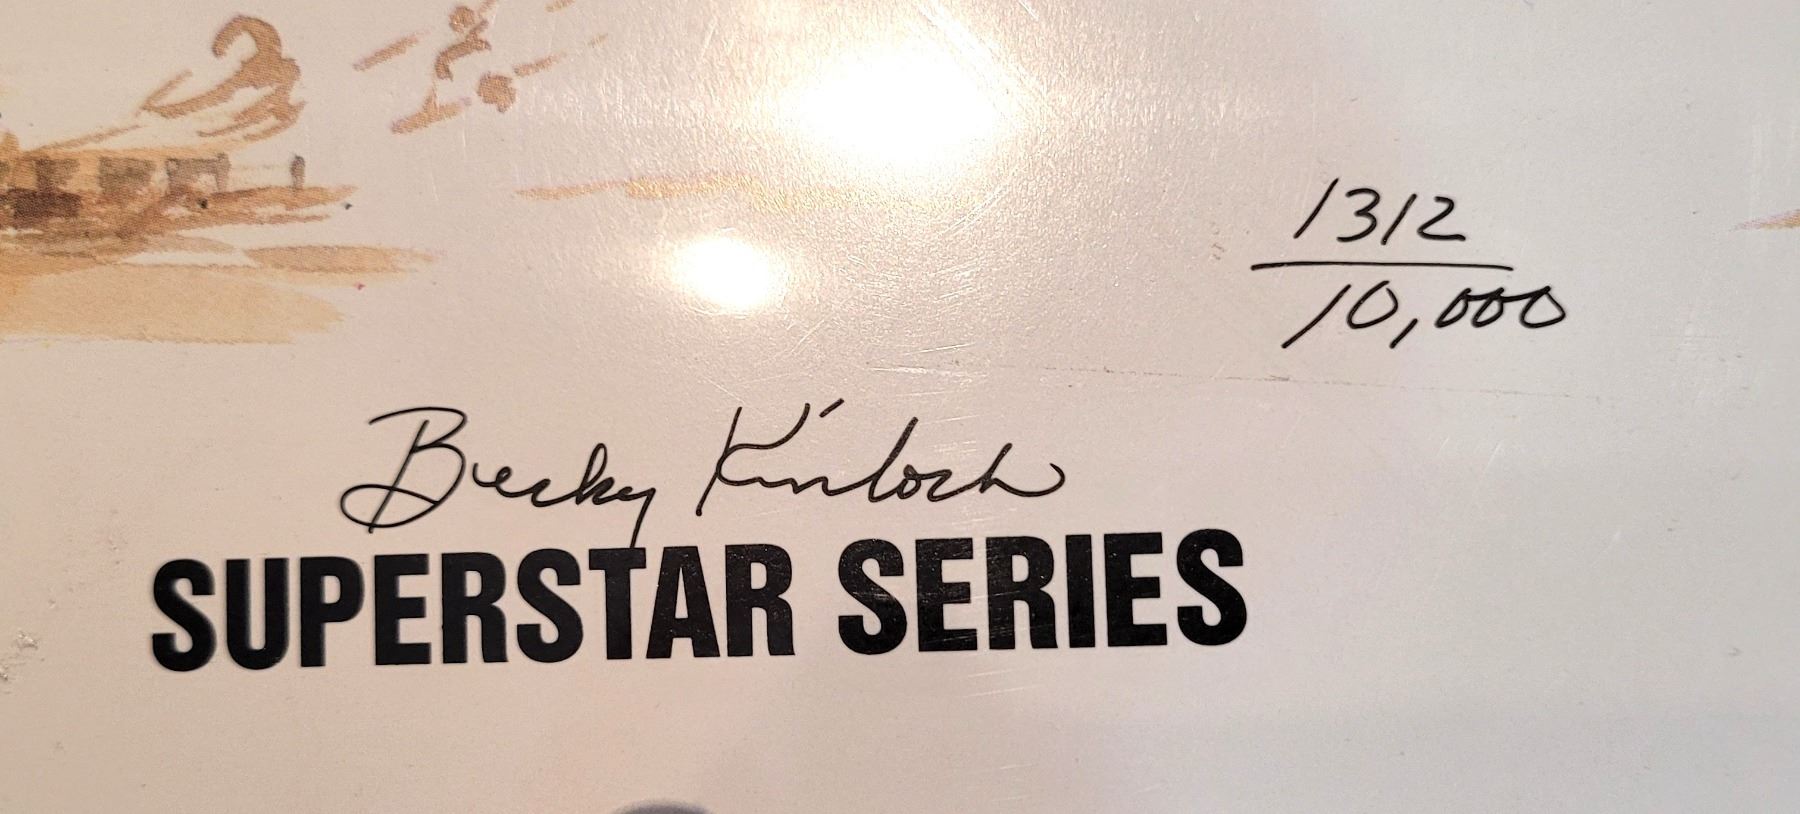 1312
10,000
Becky Kinloch
SUPERSTAR SERIES